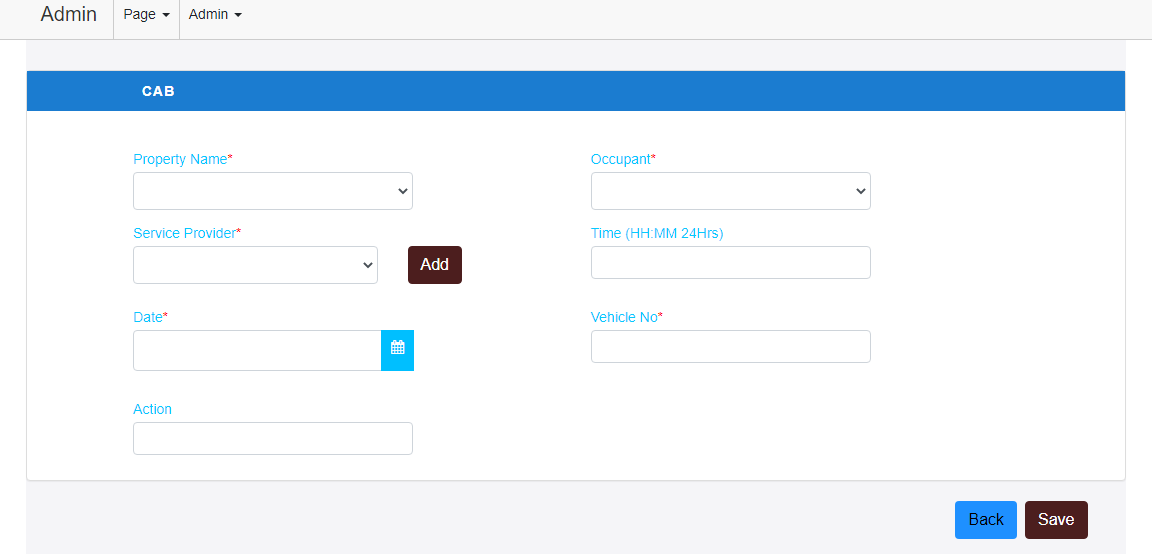 Admin Page Admin
CAB
Property Name* Occupant*
Service Provider* Time (HH:MM 24Hrs)
Add
Date* Vehicle No*
Action
Back Save